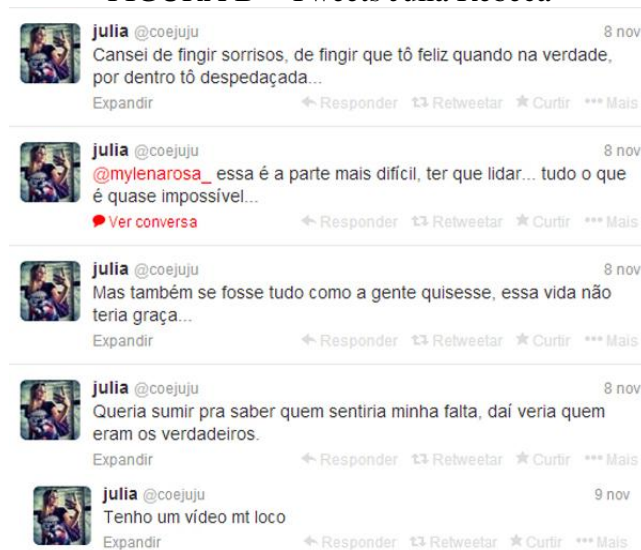 FIGURA B – Tweets Julia Rebeca
julia @coejuju 8 nov
Cansei de fingir sorrisos, de fingir que tô feliz quando na verdade,
por dentro tô despedaçada...
Expandir Responder Retweetar Curtir Mais
julia @coejuju 8 nov
@mylenarosa_ essa é a parte mais difícil, ter que lidar... tudo o que
é quase impossível...
Ver conversa Responder Retweetar Curtir Mais
julia @coejuju 8 nov
Mas também se fosse tudo como a gente quisesse, essa vida não
teria graça...
Expandir Responder Retweetar Curtir Mais
julia @coejuju 8 nov
Queria sumir pra saber quem sentiria minha falta, daí veria quem
eram os verdadeiros.
Expandir Responder Retweetar Curtir Mais
julia @coejuju 9 nov
Tenho um vídeo mt loco
Expandir Responder Retweetar Curtir Mais